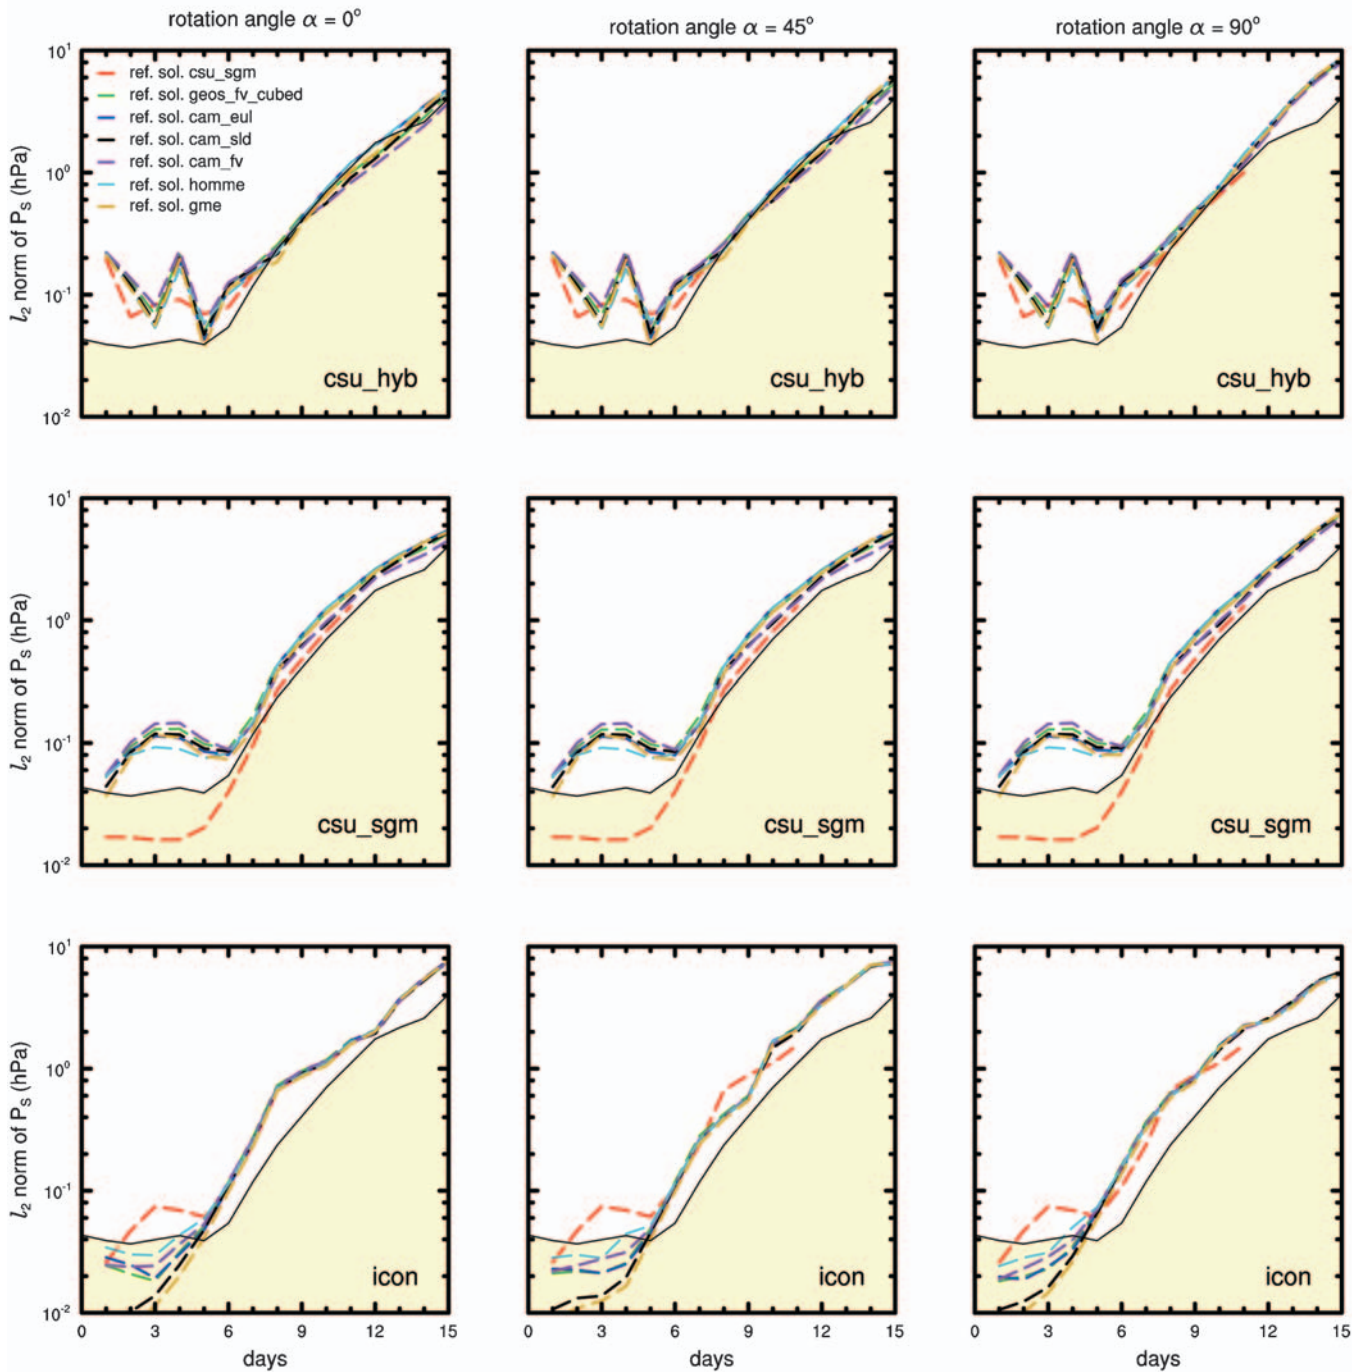 rotation angle α = 0°
rotation angle α = 45°
rotation angle α = 90°
10¹
10⁰
10⁻¹
10⁻²
l₂ norm of Pₛ (hPa)
ref. sol. csu_sgm
ref. sol. geos_fv_cubed
ref. sol. cam_eul
ref. sol. cam_sld
ref. sol. cam_fv
ref. sol. homme
ref. sol. gme
csu_hyb
csu_hyb
csu_hyb
10¹
10⁰
10⁻¹
10⁻²
l₂ norm of Pₛ (hPa)
csu_sgm
csu_sgm
csu_sgm
10¹
10⁰
10⁻¹
10⁻²
l₂ norm of Pₛ (hPa)
icon
icon
icon
0 3 6 9 12 15
0 3 6 9 12 15
0 3 6 9 12 15
days
days
days